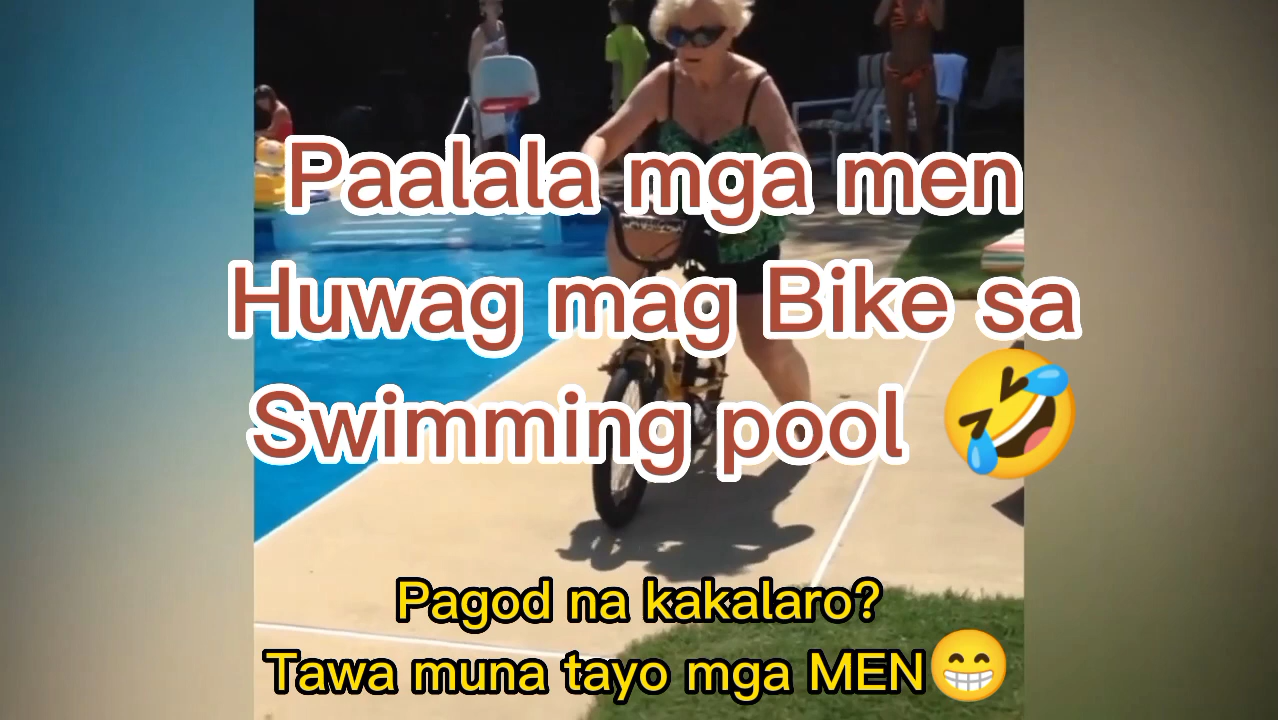 Paalala mga men
Huwag mag Bike sa
Swimming pool 🤣
Pagod na kakalaro?
Tawa muna tayo mga MEN😁